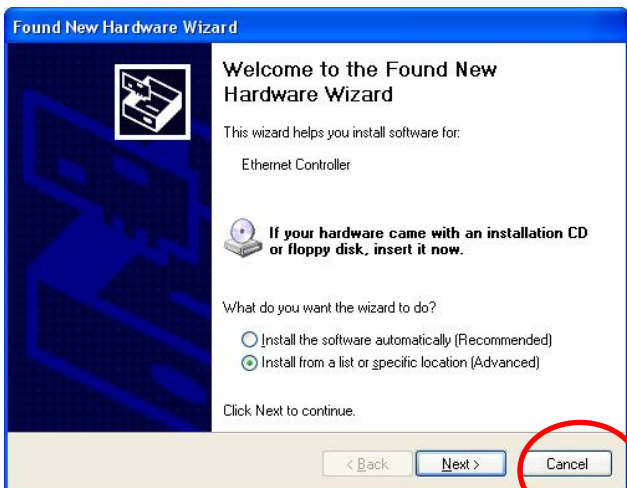 Found New Hardware Wizard
Welcome to the Found New
Hardware Wizard
This wizard helps you install software for:
Ethernet Controller
If your hardware came with an installation CD
or floppy disk, insert it now.
What do you want the wizard to do?
Install the software automatically (Recommended)
Install from a list or specific location (Advanced)
Click Next to continue.
< Back Next > Cancel